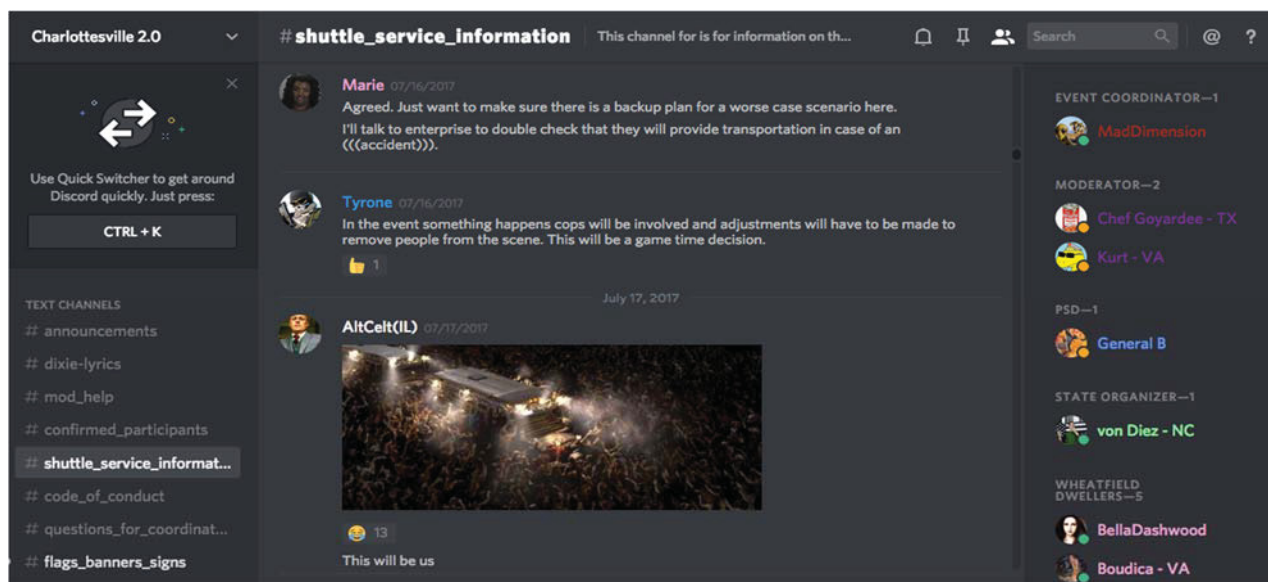 Charlottesville 2.0
Use Quick Switcher to get around
Discord quickly. Just press:
CTRL + K
TEXT CHANNELS
# announcements
# dixie-lyrics
# mod_help
# confirmed_participants
# shuttle_service_informat...
# code_of_conduct
# questions_for_coordinat...
# flags_banners_signs
#shuttle_service_information
This channel for is for information on th...
Search
@
?
Marie 07/16/2017
Agreed. Just want to make sure there is a backup plan for a worse case scenario here.
I'll talk to enterprise to double check that they will provide transportation in case of an
(((accident))).
Tyrone 07/16/2017
In the event something happens cops will be involved and adjustments will have to be made to
remove people from the scene. This will be a game time decision.
👍 1
July 17, 2017
AltCelt(IL) 07/17/2017
😂 13
This will be us
EVENT COORDINATOR—1
MadDimension
MODERATOR—2
Chef Goyardee - TX
Kurt - VA
PSD—1
General B
STATE ORGANIZER—1
von Diez - NC
WHEATFIELD
DWELLERS—5
BellaDashwood
Boudica - VA